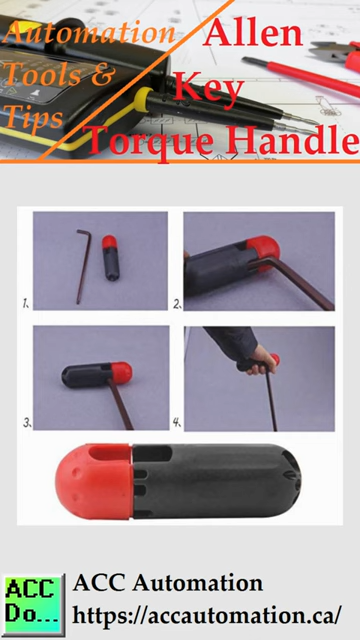 Automation
Tools &
Tips
Allen
Key
Torque Handle
1、
2、
3、
4、
ACC
Do...
ACC Automation
https://accautomation.ca/